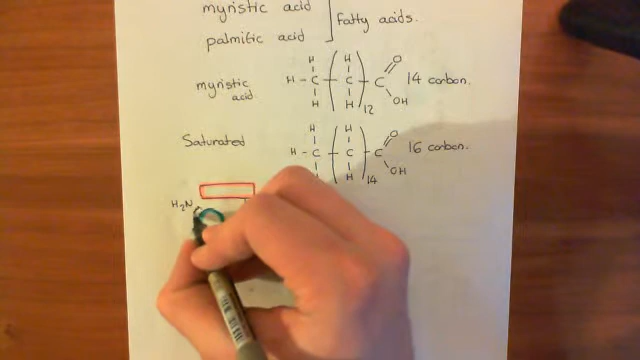 myristic acid
palmitic acid
Fatty acids.
myristic acid
H H
H - C - ( C ) - C O
H H 12 OH
14 carbon.
Saturated
H H
H - C - ( C ) - C O
H 14 OH
16 carbon.
H₂N